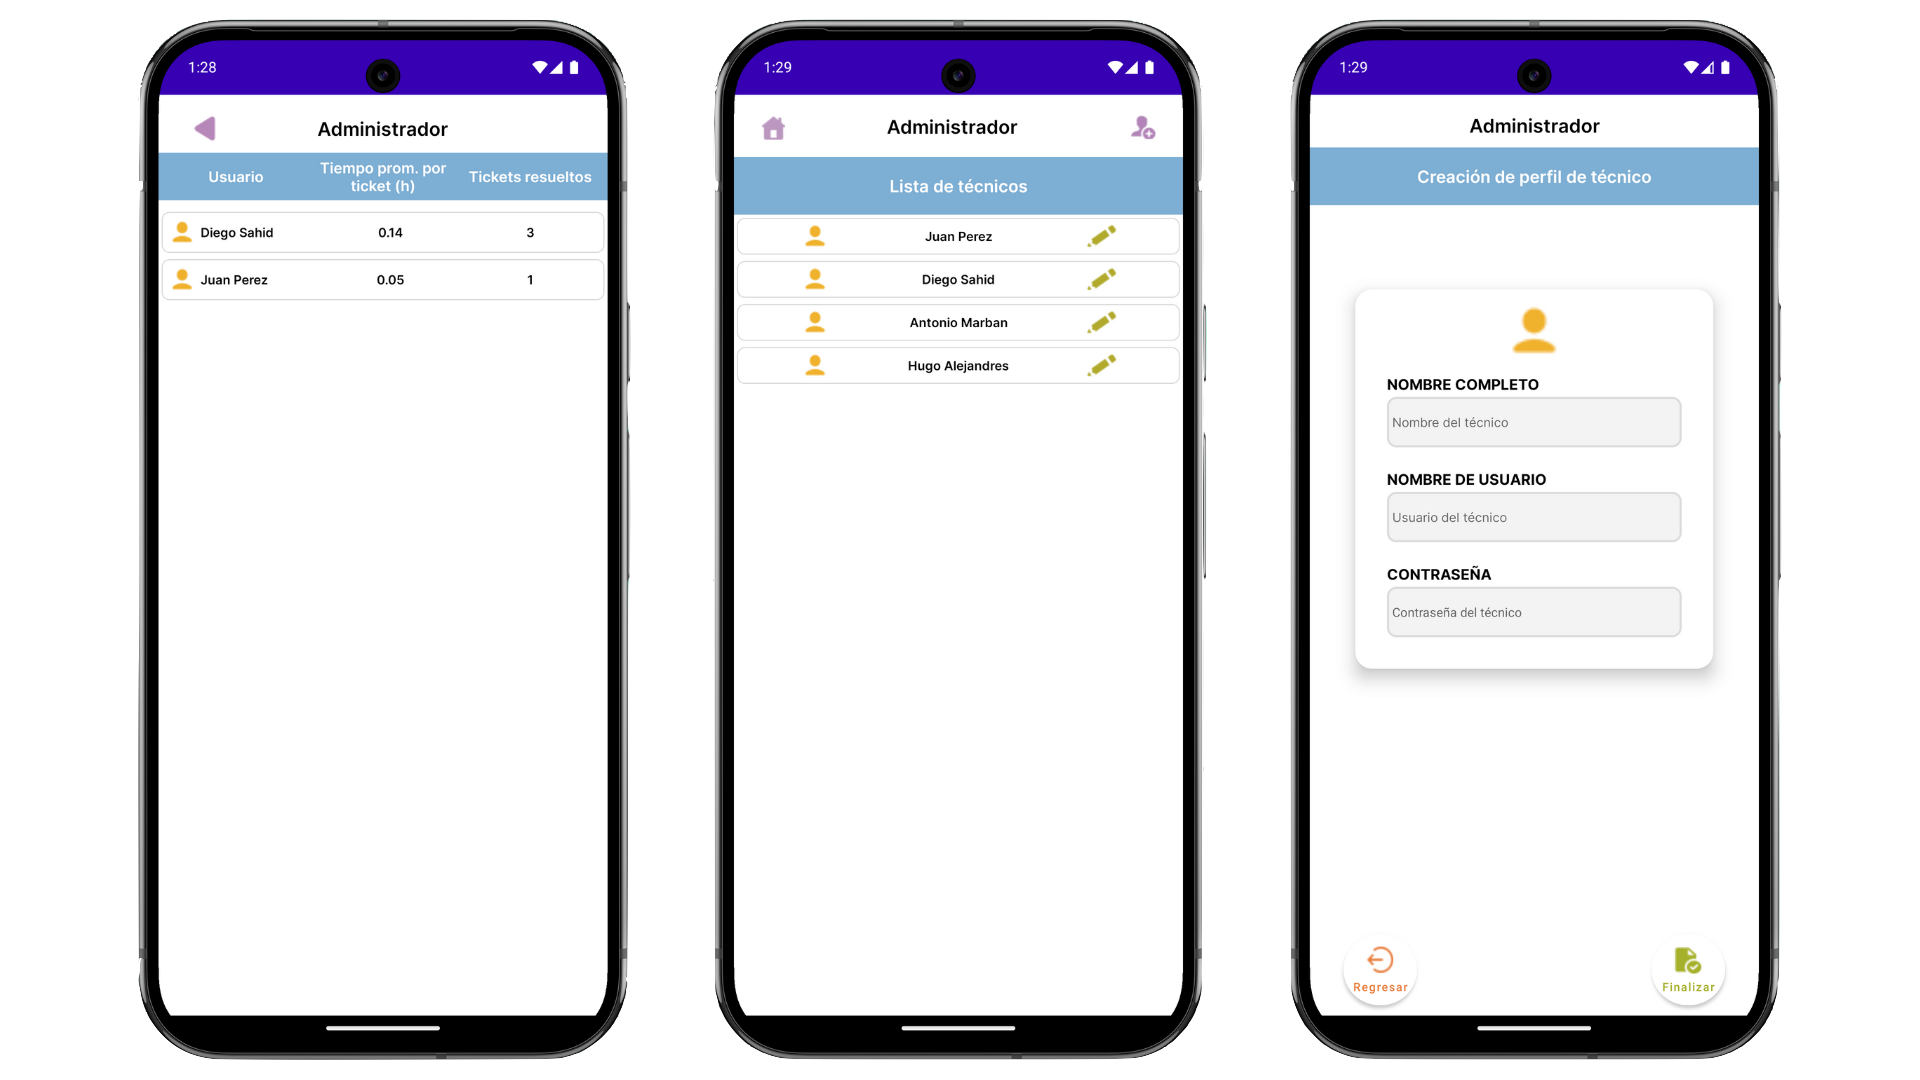 1:28
Administrador
Usuario
Tiempo prom. por
ticket (h)
Tickets resueltos
Diego Sahid 0.14 3
Juan Perez 0.05 1
1:29
Administrador
Lista de técnicos
Juan Perez
Diego Sahid
Antonio Marban
Hugo Alejandres
1:29
Administrador
Creación de perfil de técnico
NOMBRE COMPLETO
Nombre del técnico
NOMBRE DE USUARIO
Usuario del técnico
CONTRASEÑA
Contraseña del técnico
Regresar
Finalizar